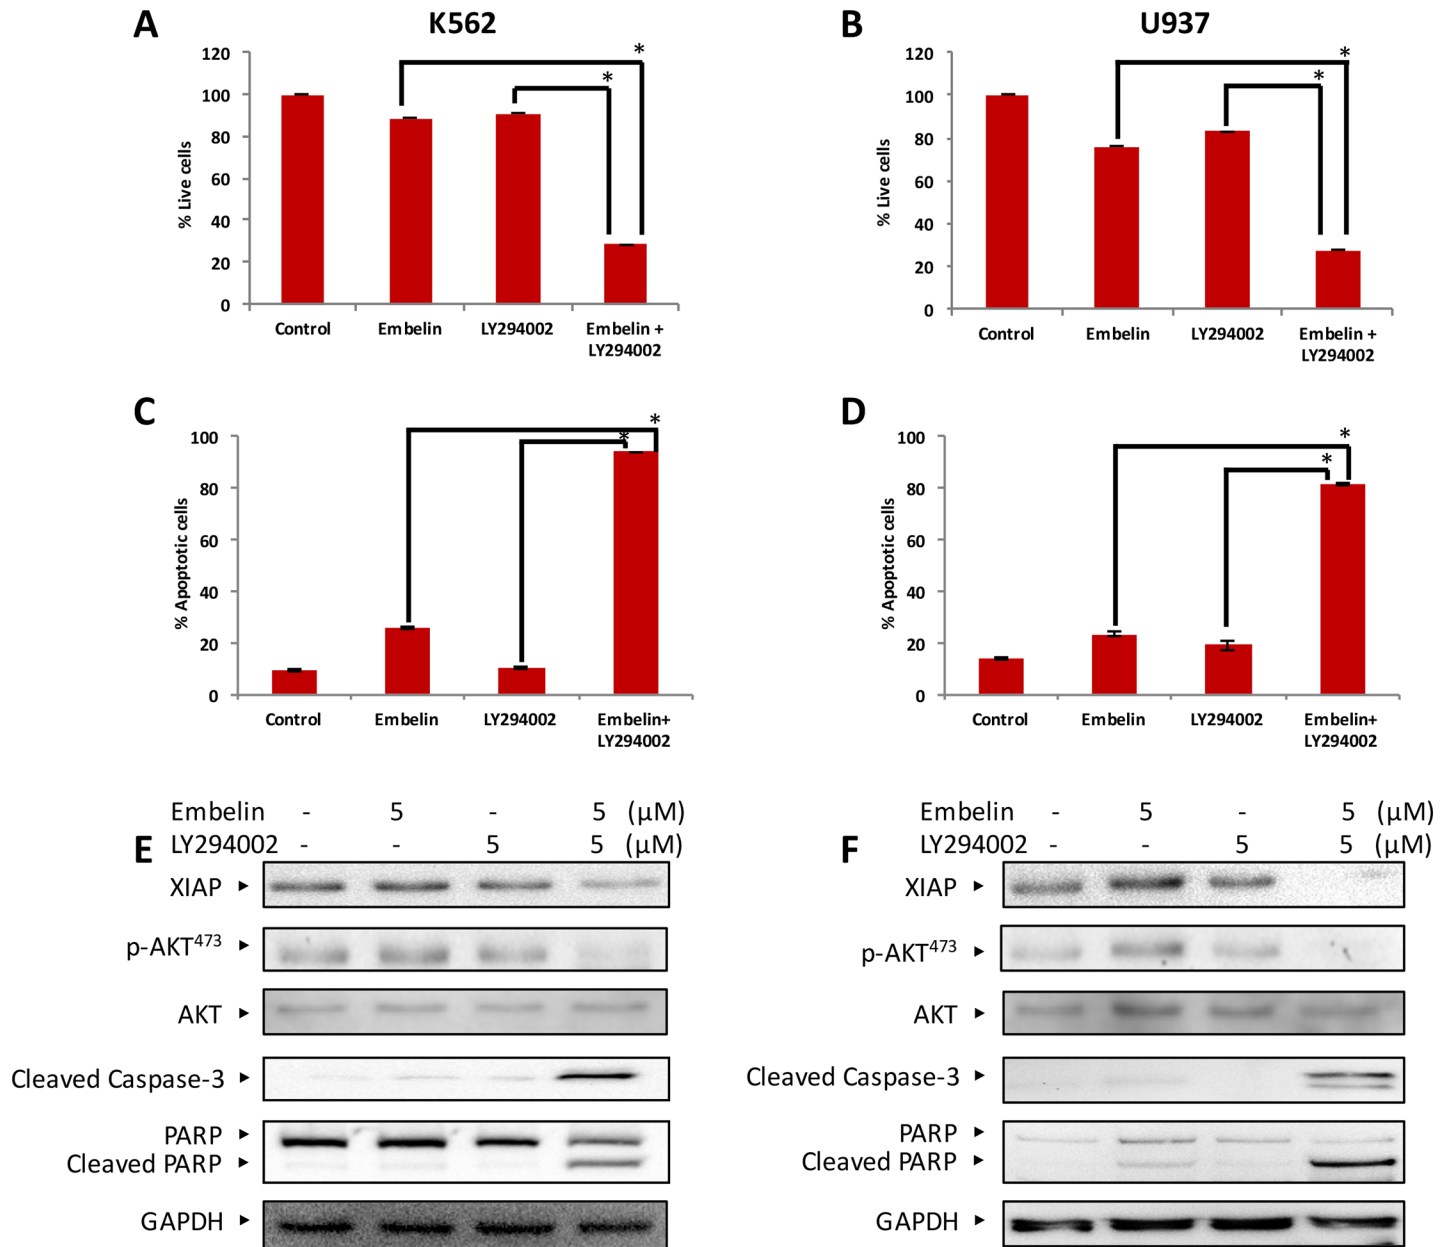 A
K562
120
100
80
60
40
20
0
% Live cells
*
*
Control
Embelin
LY294002
Embelin +
LY294002
B
U937
120
100
80
60
40
20
0
% Live cells
*
*
Control
Embelin
LY294002
Embelin +
LY294002
C
100
80
60
40
20
0
% Apoptotic cells
*
*
Control
Embelin
LY294002
Embelin+
LY294002
D
100
80
60
40
20
0
% Apoptotic cells
*
*
Control
Embelin
LY294002
Embelin+
LY294002
E
Embelin - 5 - 5 (μM)
LY294002 - - 5 5 (μM)
XIAP
p-AKT473
AKT
Cleaved Caspase-3
PARP
Cleaved PARP
GAPDH
F
Embelin - 5 - 5 (μM)
LY294002 - - 5 5 (μM)
XIAP
p-AKT473
AKT
Cleaved Caspase-3
PARP
Cleaved PARP
GAPDH